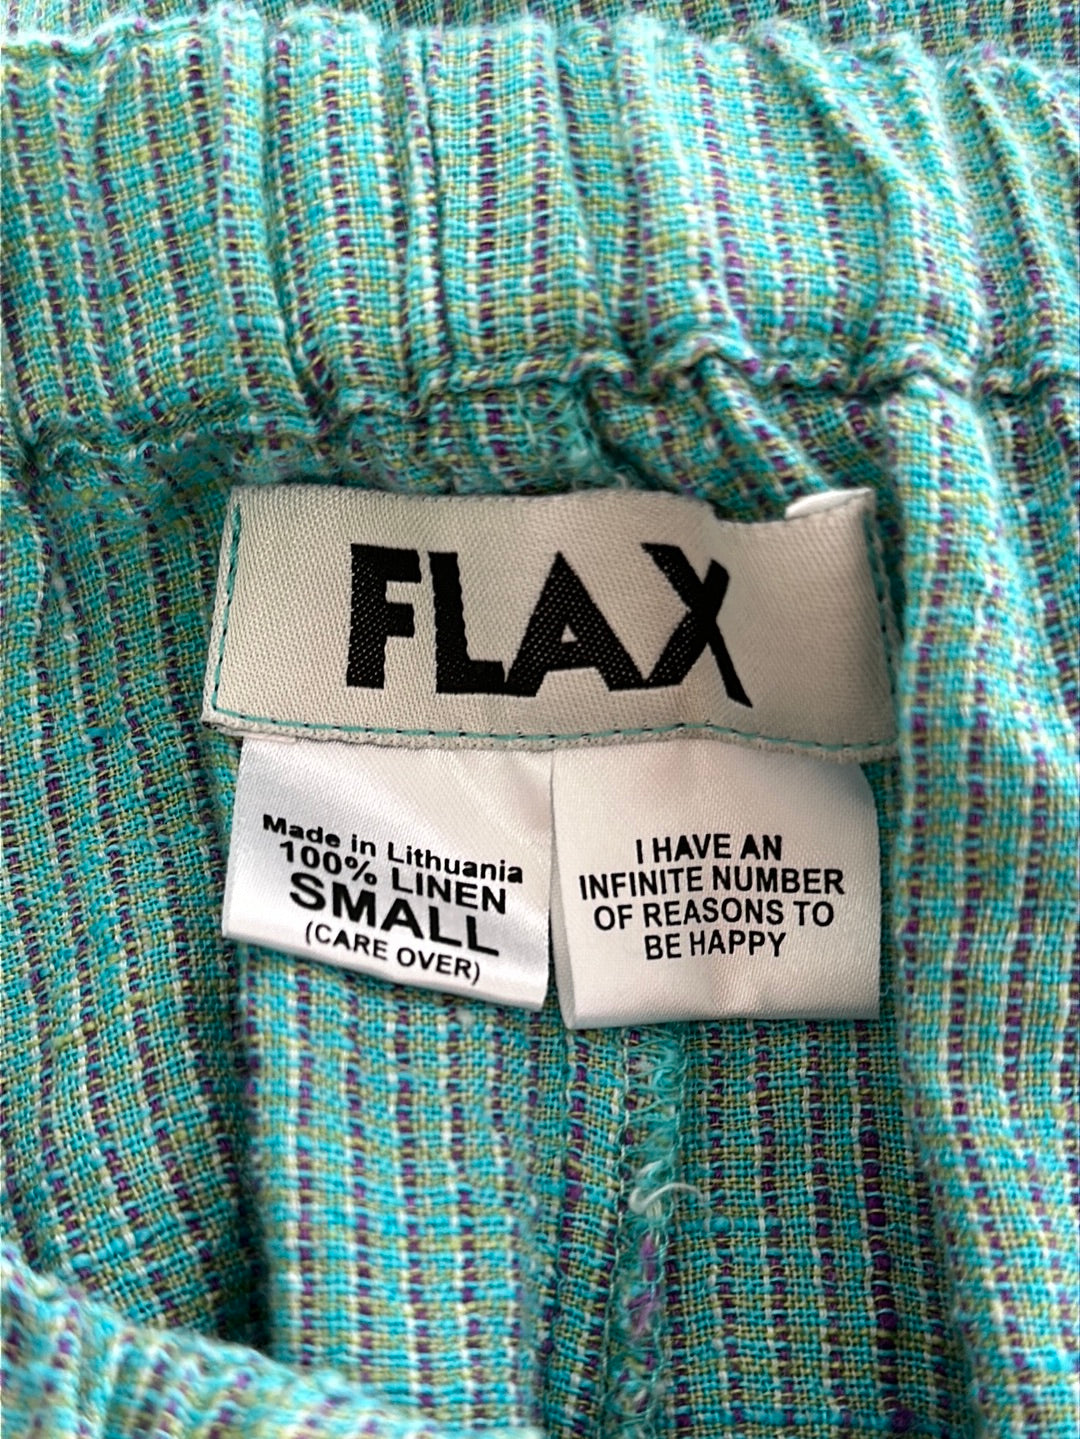 FLAX
Made in Lithuania
100% LINEN
SMALL
(CARE OVER)
I HAVE AN
INFINITE NUMBER
OF REASONS TO
BE HAPPY